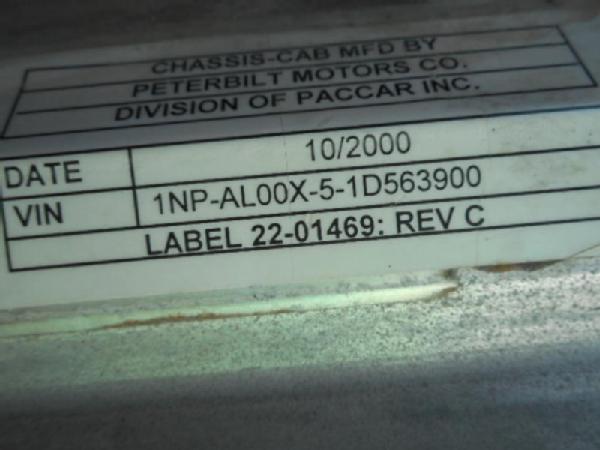 CHASSIS-CAB MFD BY
PETERBILT MOTORS CO.
DIVISION OF PACCAR INC.
DATE 10/2000
VIN 1NP-AL00X-5-1D563900
LABEL 22-01469: REV C